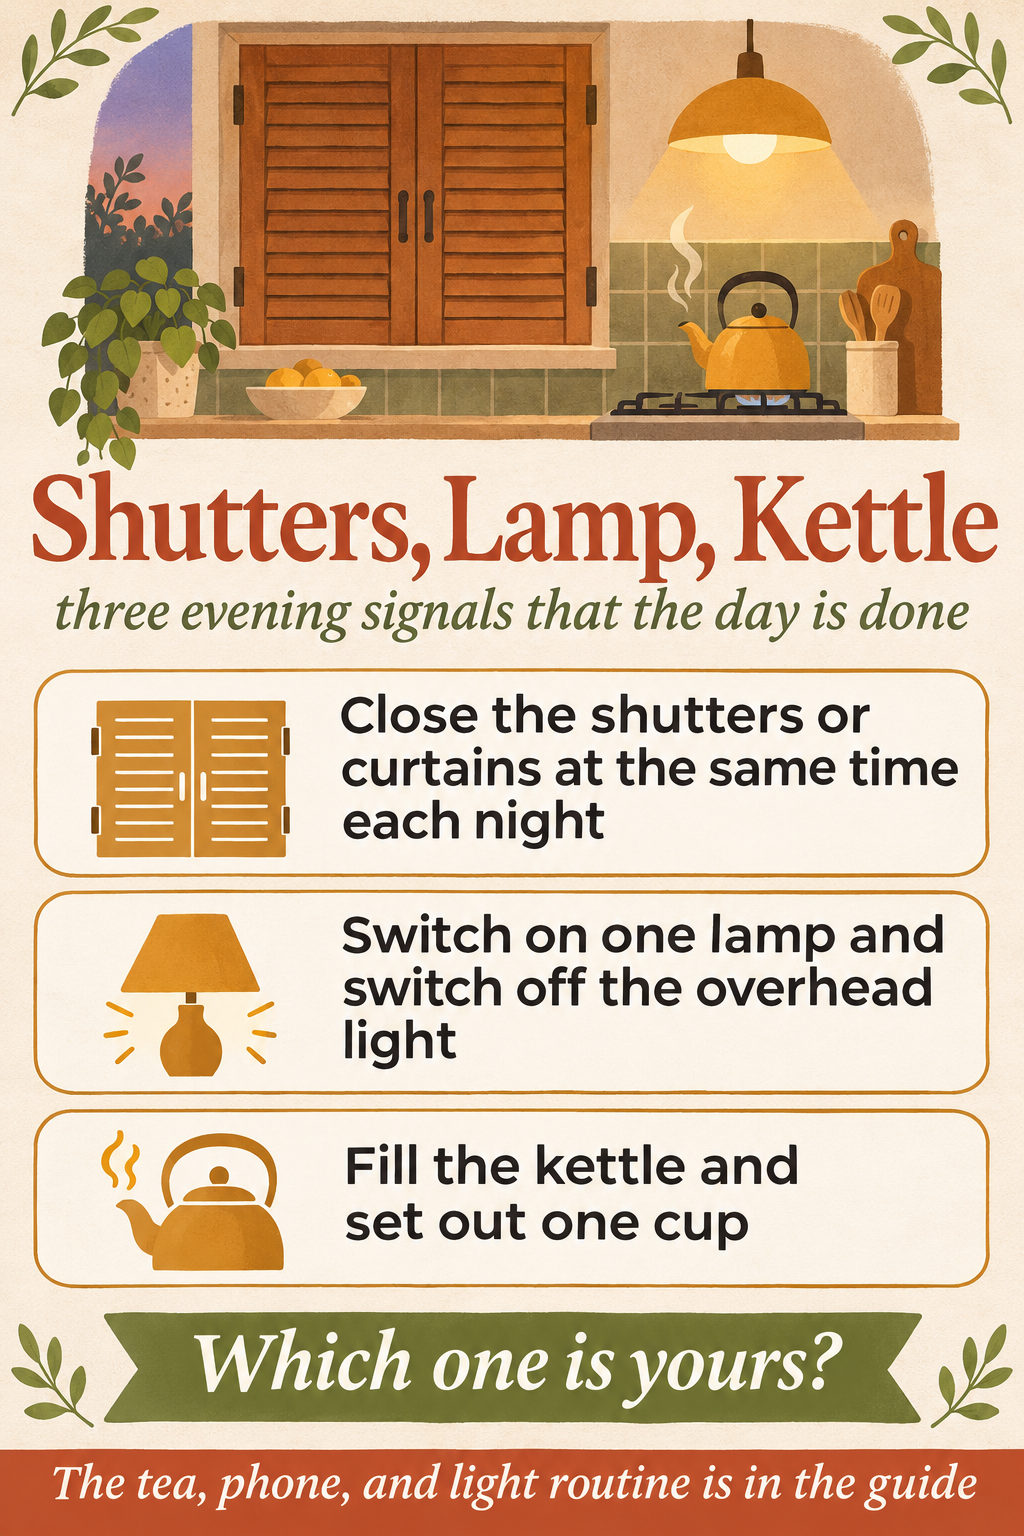 Shutters, Lamp, Kettle
three evening signals that the day is done
Close the shutters or
curtains at the same time
each night
Switch on one lamp and
switch off the overhead
light
Fill the kettle and
set out one cup
Which one is yours?
The tea, phone, and light routine is in the guide